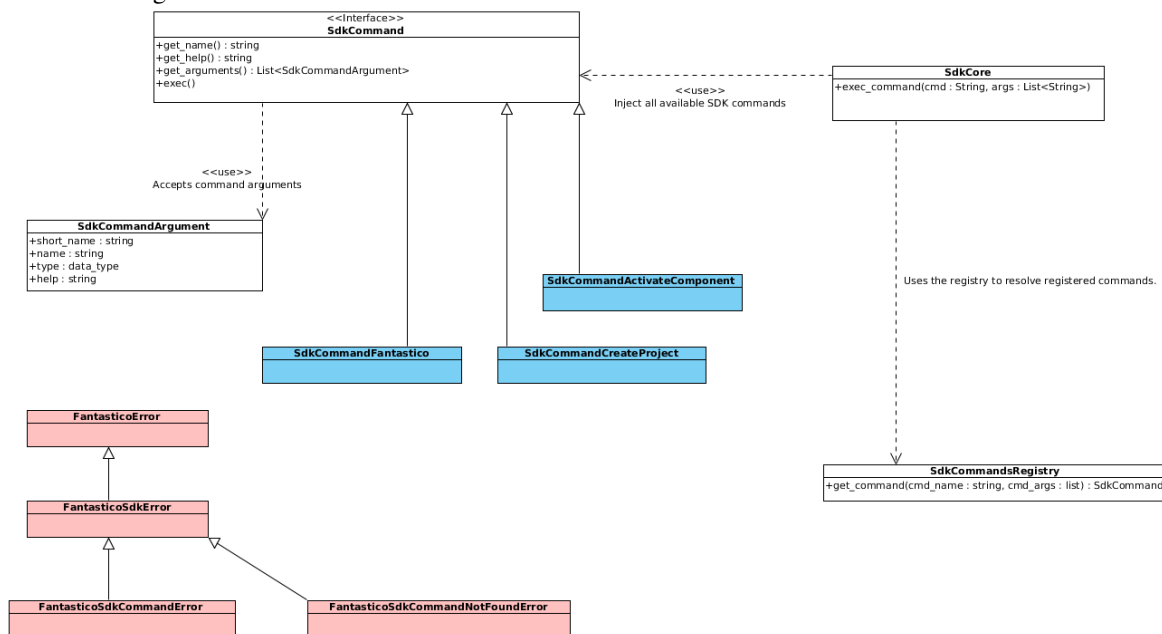 <<Interface>>
SdkCommand
+get_name() : string
+get_help() : string
+get_arguments() : List<SdkCommandArgument>
+exec()
SdkCore
+exec_command(cmd : String, args : List<String>)
<<use>>
Inject all available SDK commands
<<use>>
Accepts command arguments
SdkCommandArgument
+short_name : string
+name : string
+type : data_type
+help : string
SdkCommandActivateComponent
Uses the registry to resolve registered commands.
SdkCommandFantastico
SdkCommandCreateProject
FantasticoError
SdkCommandsRegistry
+get_command(cmd_name : string, cmd_args : list) : SdkCommand
FantasticoSdkError
FantasticoSdkCommandError
FantasticoSdkCommandNotFoundError